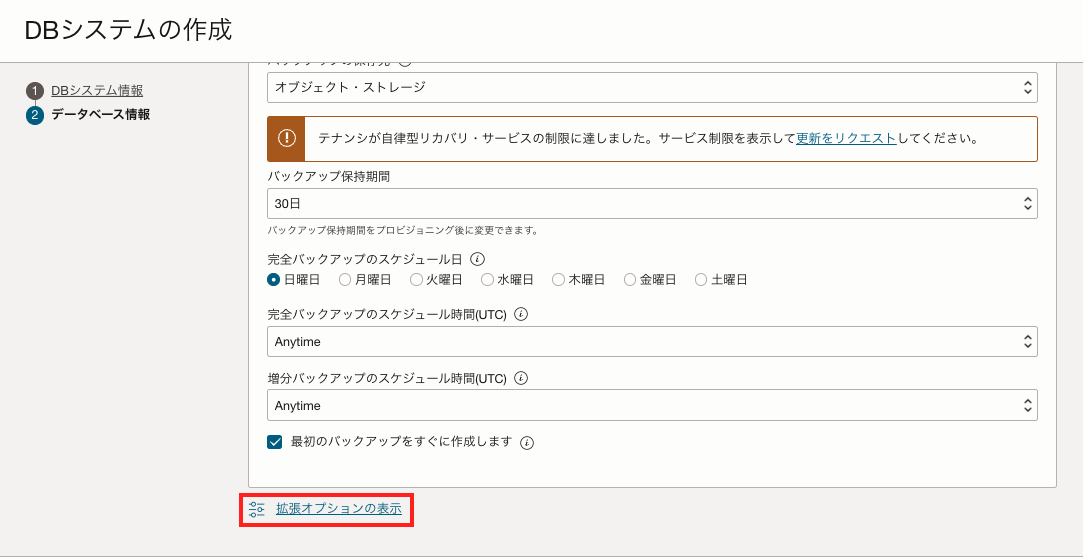 DBシステムの作成
1 DBシステム情報
2 データベース情報
バックアップの保存先
オブジェクト・ストレージ
テナンシが自律型リカバリ・サービスの制限に達しました。サービス制限を表示して更新をリクエストしてください。
バックアップ保持期間
30日
バックアップ保持期間をプロビジョニング後に変更できます。
完全バックアップのスケジュール日
日曜日 月曜日 火曜日 水曜日 木曜日 金曜日 土曜日
完全バックアップのスケジュール時間(UTC)
Anytime
増分バックアップのスケジュール時間(UTC)
Anytime
最初のバックアップをすぐに作成します
拡張オプションの表示